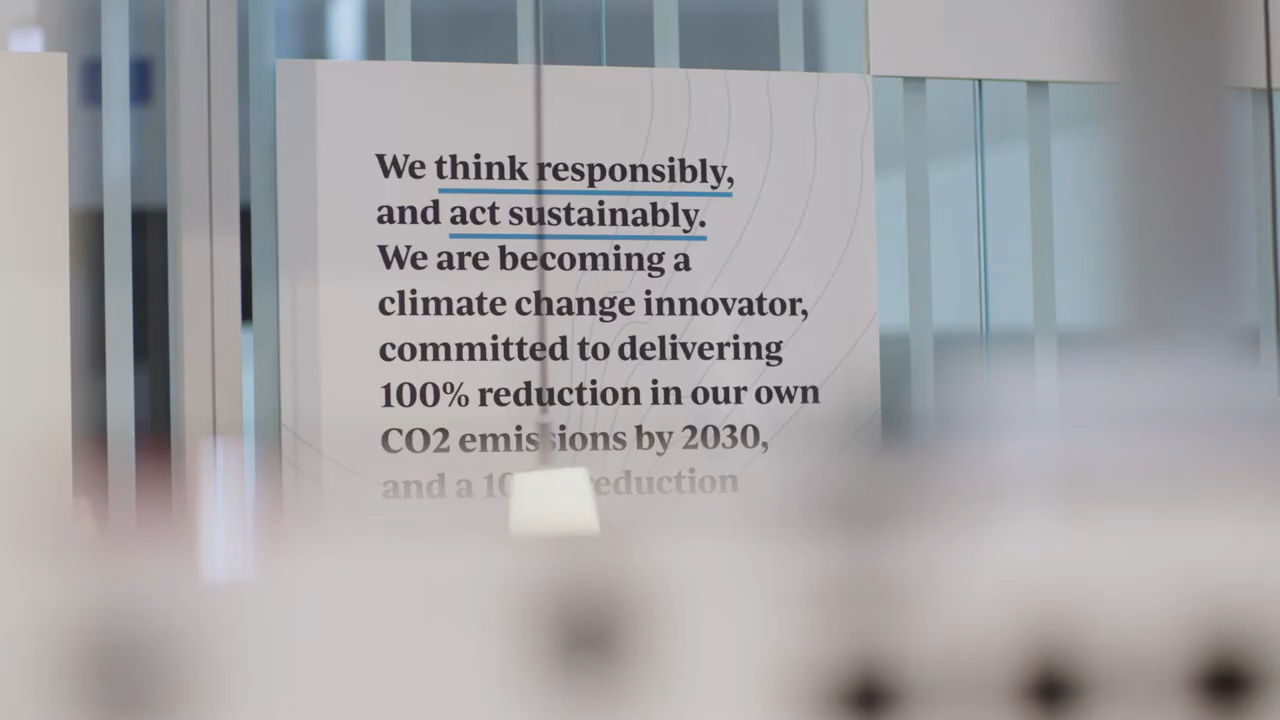 We think responsibly,
and act sustainably.
We are becoming a
climate change innovator,
committed to delivering
100% reduction in our own
CO2 emissions by 2030,
and a reduction